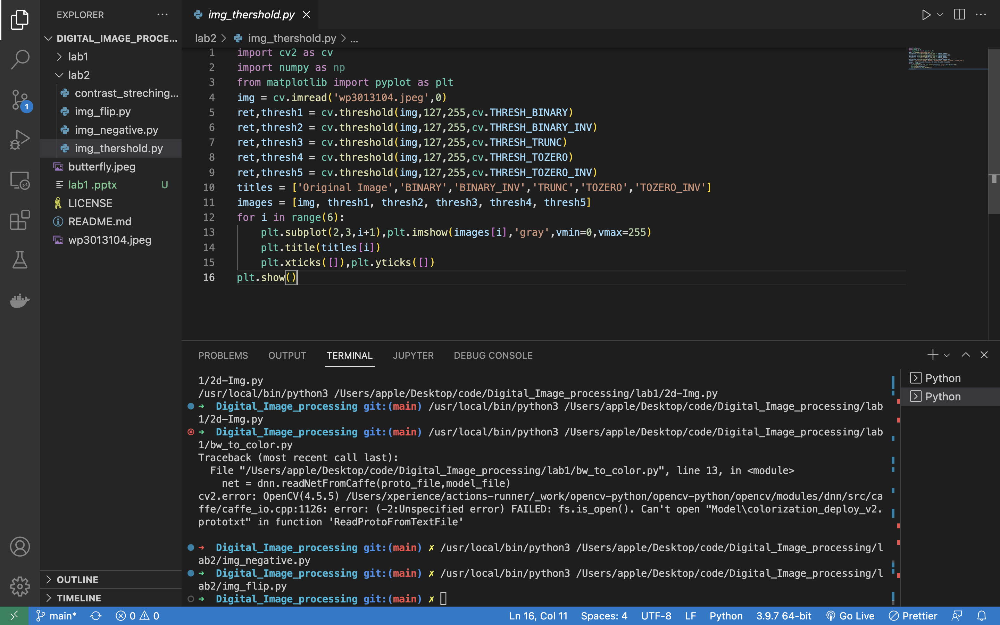 EXPLORER
DIGITAL_IMAGE_PROCE...
lab1
lab2
contrast_streching...
img_flip.py
img_negative.py
img_thershold.py
butterfly.jpeg
lab1 .pptx U
LICENSE
README.md
wp3013104.jpeg
OUTLINE
TIMELINE
1
img_thershold.py
lab2 > img_thershold.py > ...
1 import cv2 as cv
2 import numpy as np
3 from matplotlib import pyplot as plt
4 img = cv.imread('wp3013104.jpeg',0)
5 ret,thresh1 = cv.threshold(img,127,255,cv.THRESH_BINARY)
6 ret,thresh2 = cv.threshold(img,127,255,cv.THRESH_BINARY_INV)
7 ret,thresh3 = cv.threshold(img,127,255,cv.THRESH_TRUNC)
8 ret,thresh4 = cv.threshold(img,127,255,cv.THRESH_TOZERO)
9 ret,thresh5 = cv.threshold(img,127,255,cv.THRESH_TOZERO_INV)
10 titles = ['Original Image','BINARY','BINARY_INV','TRUNC','TOZERO','TOZERO_INV']
11 images = [img, thresh1, thresh2, thresh3, thresh4, thresh5]
12 for i in range(6):
13     plt.subplot(2,3,i+1),plt.imshow(images[i],'gray',vmin=0,vmax=255)
14     plt.title(titles[i])
15     plt.xticks([]),plt.yticks([])
16 plt.show()
PROBLEMS OUTPUT TERMINAL JUPYTER DEBUG CONSOLE
1/2d-Img.py
/usr/local/bin/python3 /Users/apple/Desktop/code/Digital_Image_processing/lab1/2d-Img.py
➜ Digital_Image_processing git:(main) /usr/local/bin/python3 /Users/apple/Desktop/code/Digital_Image_processing/lab
1/2d-Img.py
➜ Digital_Image_processing git:(main) /usr/local/bin/python3 /Users/apple/Desktop/code/Digital_Image_processing/lab
1/bw_to_color.py
Traceback (most recent call last):
  File "/Users/apple/Desktop/code/Digital_Image_processing/lab1/bw_to_color.py", line 13, in <module>
    net = dnn.readNetFromCaffe(proto_file,model_file)
cv2.error: OpenCV(4.5.5) /Users/xperience/actions-runner/_work/opencv-python/opencv-python/opencv/modules/dnn/src/ca
ffe/caffe_io.cpp:1126: error: (-2:Unspecified error) FAILED: fs.is_open(). Can't open "Model\colorization_deploy_v2.
prototxt" in function 'ReadProtoFromTextFile'
➜ Digital_Image_processing git:(main) ✗ /usr/local/bin/python3 /Users/apple/Desktop/code/Digital_Image_processing/l
ab2/img_negative.py
➜ Digital_Image_processing git:(main) ✗ /usr/local/bin/python3 /Users/apple/Desktop/code/Digital_Image_processing/l
ab2/img_flip.py
➜ Digital_Image_processing git:(main) ✗
Python
Python
main* 0 0 Ln 16, Col 11 Spaces: 4 UTF-8 LF Python 3.9.7 64-bit Go Live Prettier